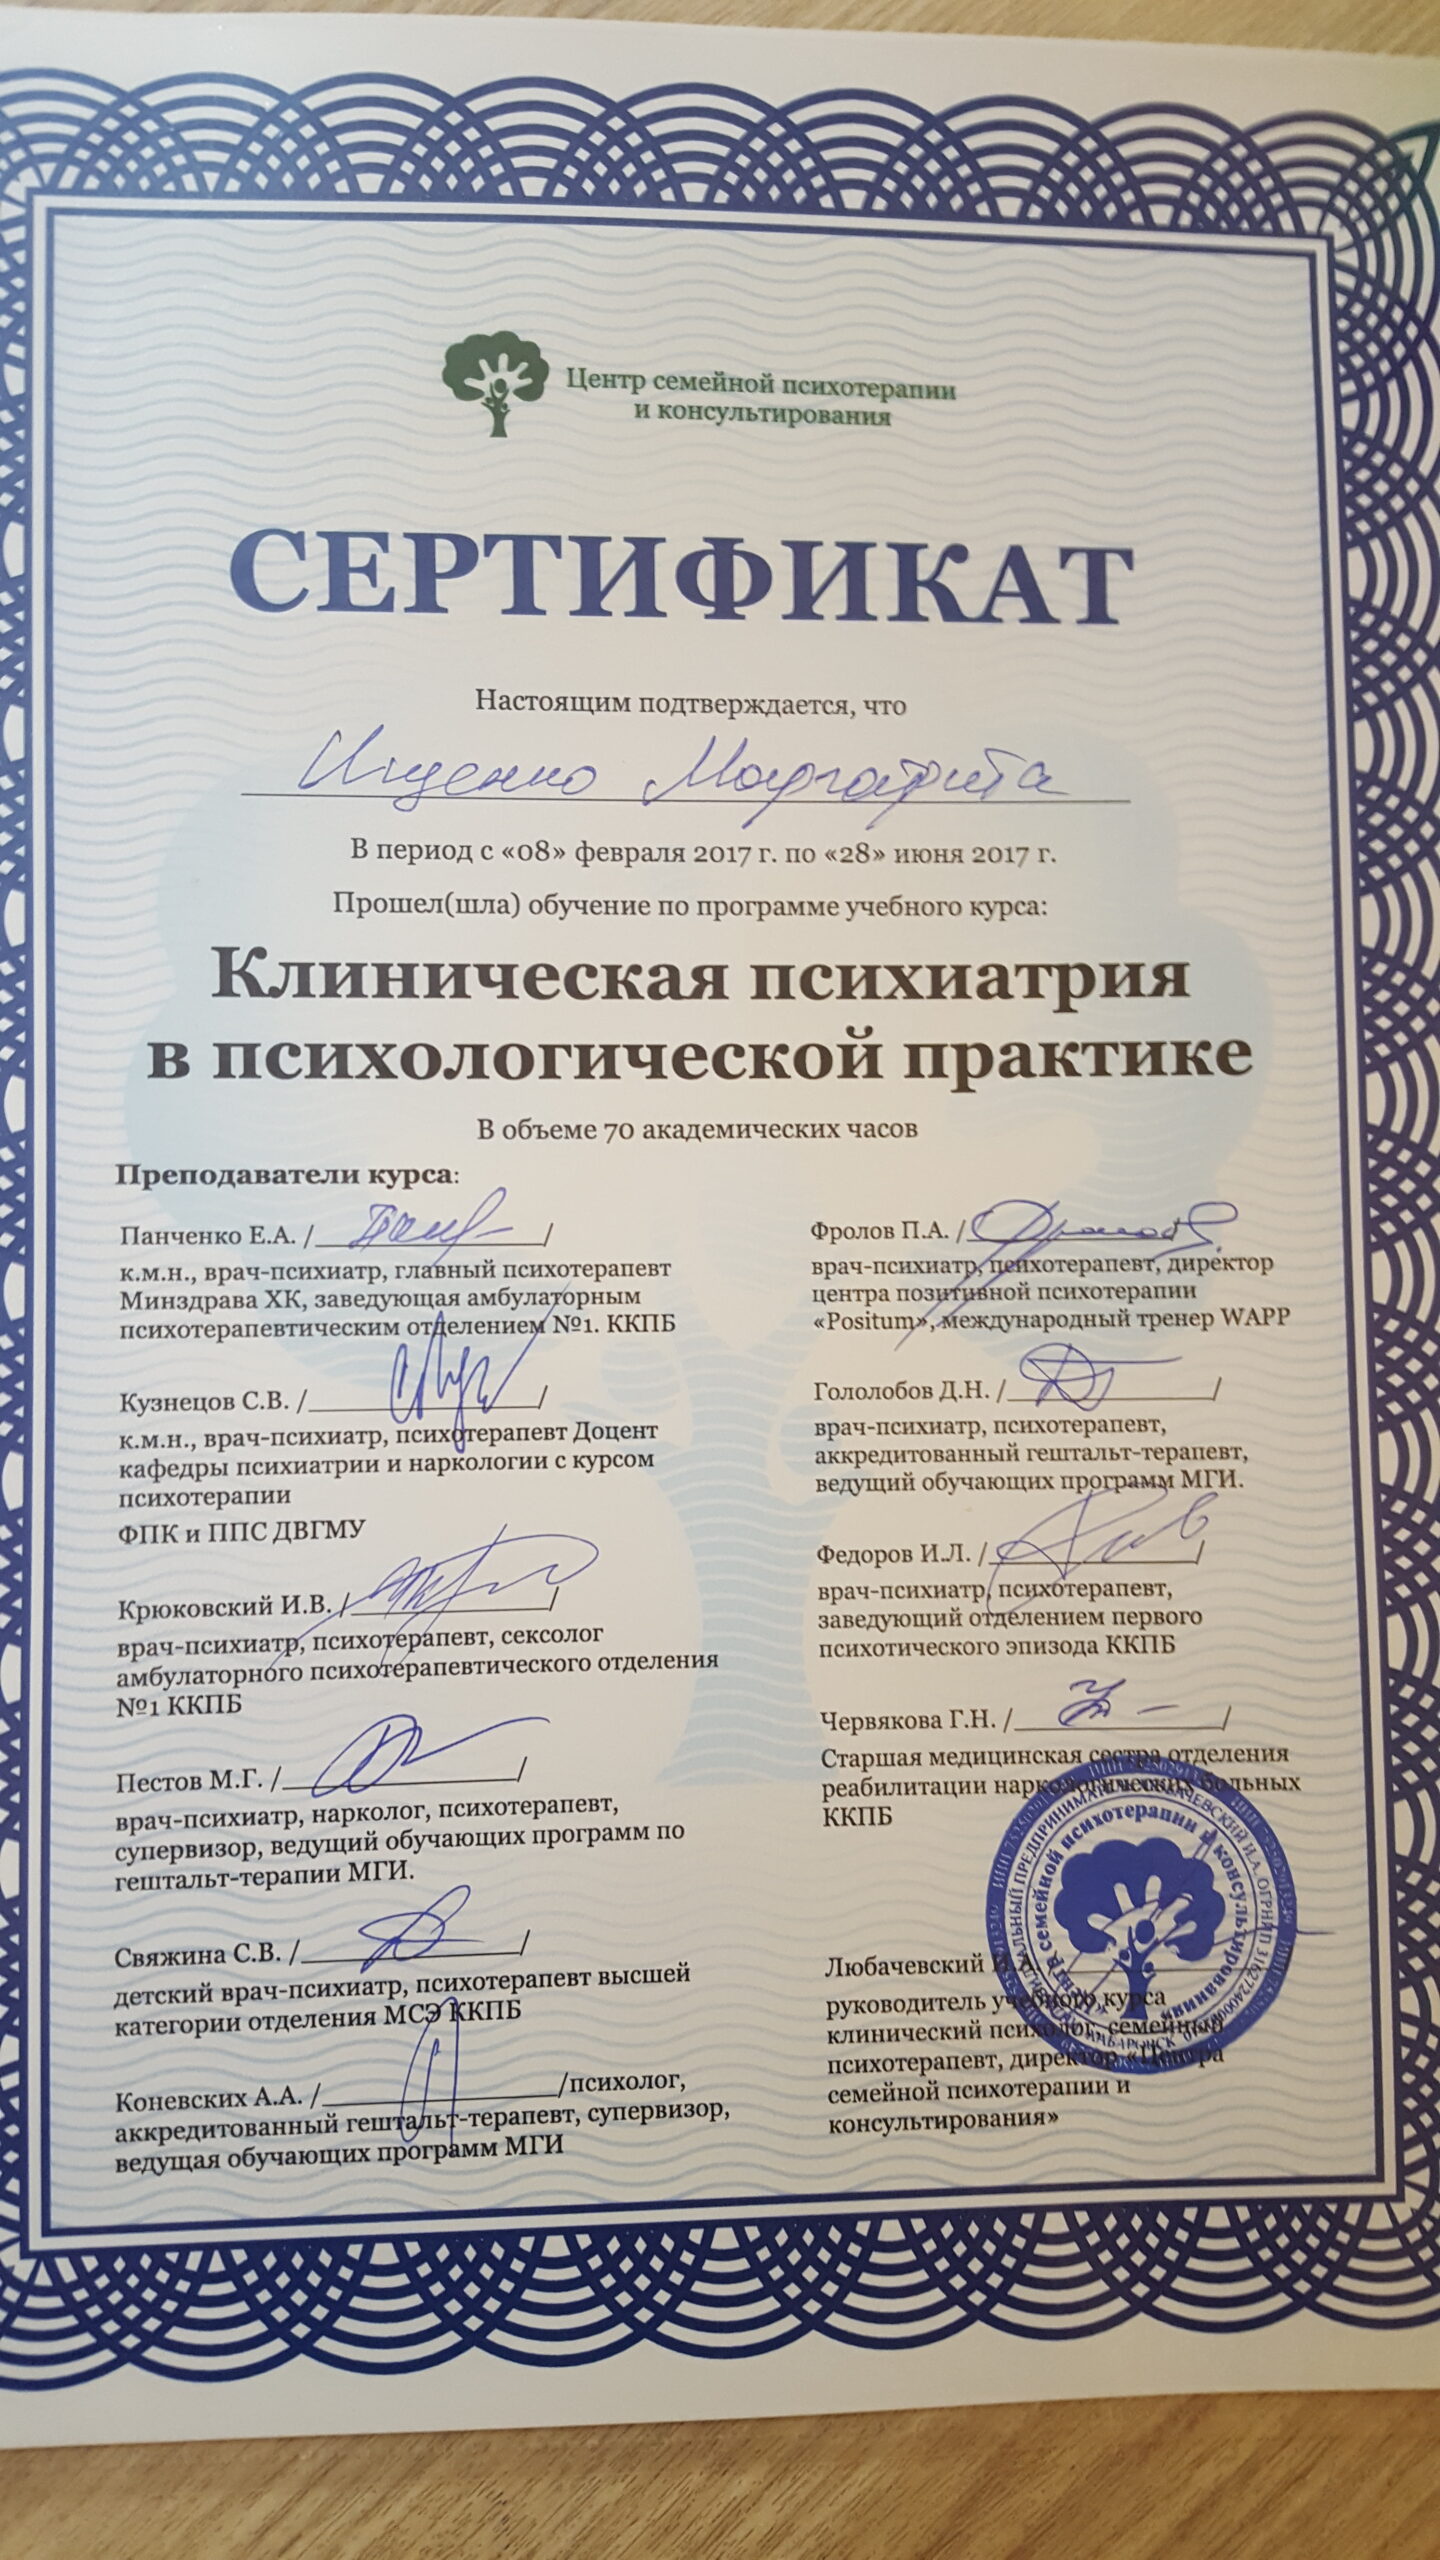 Центр семейной психотерапии
и консультирования
СЕРТИФИКАТ
Настоящим подтверждается, что
Ищенко Маргарита
В период с «08» февраля 2017 г. по «28» июня 2017 г.
Прошел(шла) обучение по программе учебного курса:
Клиническая психиатрия
в психологической практике
В объеме 70 академических часов
Преподаватели курса:
Панченко Е.А. / /
к.м.н., врач-психиатр, главный психотерапевт
Минздрава ХК, заведующая амбулаторным
психотерапевтическим отделением №1. ККПБ
Кузнецов С.В. / /
к.м.н., врач-психиатр, психотерапевт Доцент
кафедры психиатрии и наркологии с курсом
психотерапии
ФПК и ППС ДВГМУ
Крюковский И.В. / /
врач-психиатр, психотерапевт, сексолог
амбулаторного психотерапевтического отделения
№1 ККПБ
Пестов М.Г. / /
врач-психиатр, нарколог, психотерапевт,
супервизор, ведущий обучающих программ по
гештальт-терапии МГИ.
Свяжина С.В. / /
детский врач-психиатр, психотерапевт высшей
категории отделения МСЭ ККПБ
Коневских А.А. / /психолог,
аккредитованный гештальт-терапевт, супервизор,
ведущая обучающих программ МГИ
Фролов П.А. /
врач-психиатр, психотерапевт, директор
центра позитивной психотерапии
«Positum», международный тренер WAPP
Гололобов Д.Н. / /
врач-психиатр, психотерапевт,
аккредитованный гештальт-терапевт,
ведущий обучающих программ МГИ.
Федоров И.Л. / /
врач-психиатр, психотерапевт,
заведующий отделением первого
психотического эпизода ККПБ
Червякова Г.Н. / /
Старшая медицинская сестра отделения
реабилитации наркологических больных
ККПБ
Любачевский И.А.
руководитель учебного курса
клинический психолог, семейный
психотерапевт, директор «Центра
семейной психотерапии и
консультирования»
«Центр семейной психотерапии и консультирования»